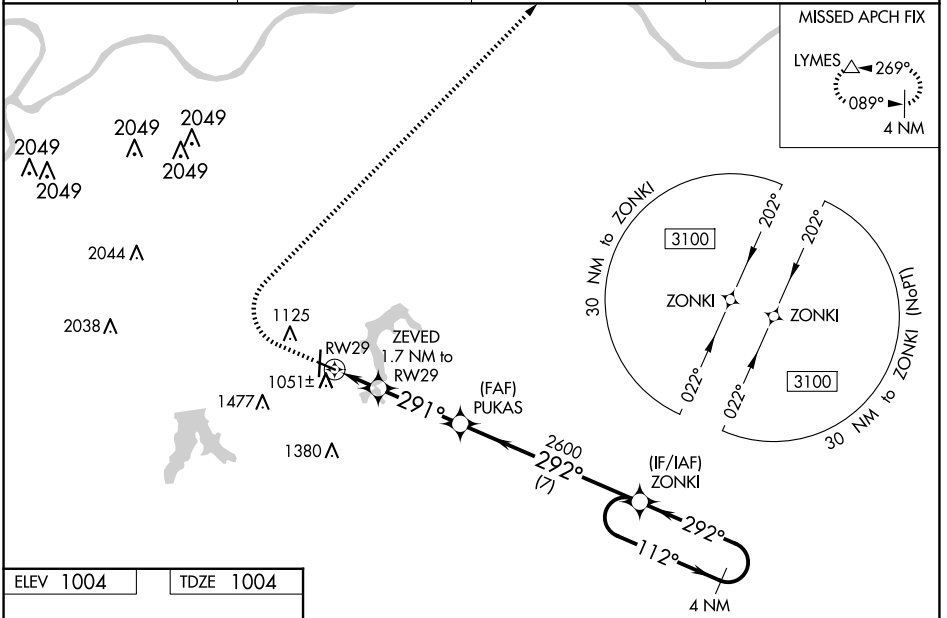 MISSED APCH FIX
LYMES
269°
089°
4 NM
2049
2049
2049
2049
2049
2044
2038
1125
RW29
1051±
1477
1380
ZEVED
1.7 NM to
RW29
291°
(FAF)
PUKAS
2600
292°
(7)
(IF/IAF)
ZONKI
292°
112°
4 NM
30 NM to ZONKI
3100
202°
ZONKI
022°
202°
ZONKI
3100
022°
30 NM to ZONKI (NoPT)
ELEV 1004
TDZE 1004